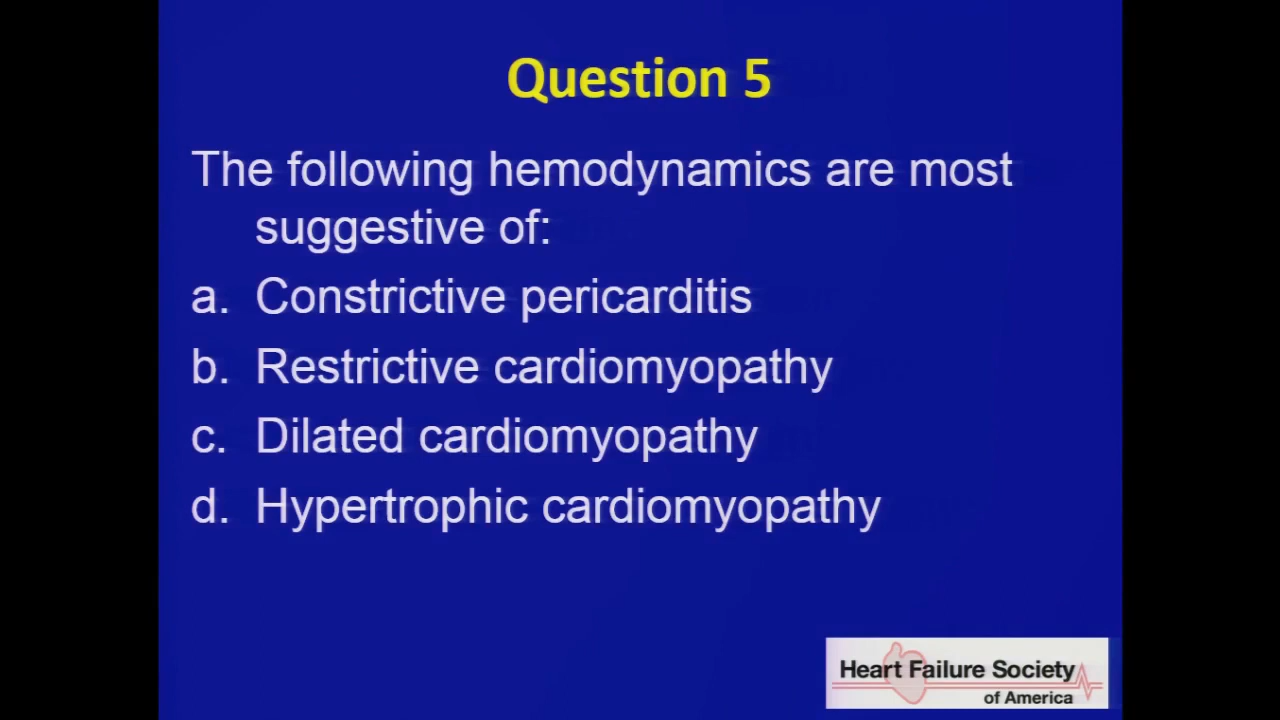 Question 5
The following hemodynamics are most
suggestive of:
a. Constrictive pericarditis
b. Restrictive cardiomyopathy
c. Dilated cardiomyopathy
d. Hypertrophic cardiomyopathy
Heart Failure Society
of America